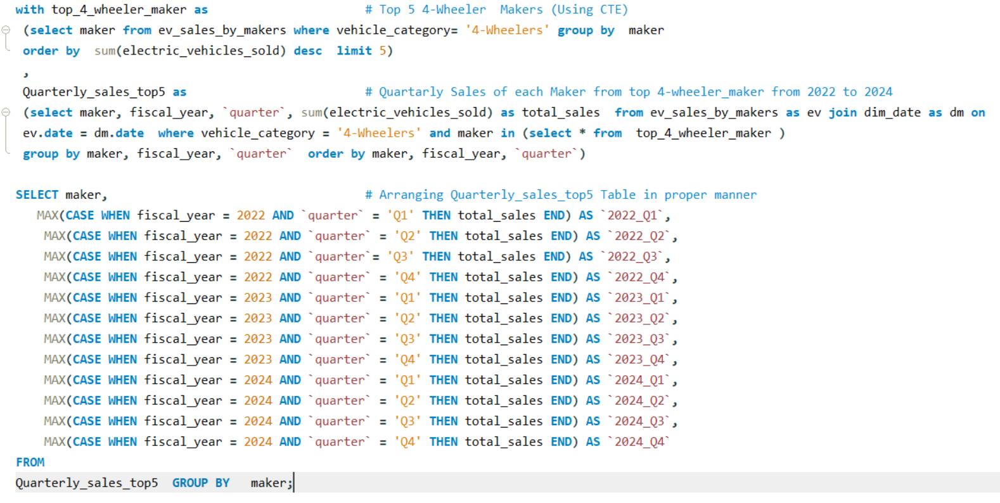 with top_4_wheeler_maker as # Top 5 4-Wheeler  Makers (Using CTE)
(select maker from ev_sales_by_makers where vehicle_category= '4-Wheelers' group by  maker
order by  sum(electric_vehicles_sold) desc  limit 5)
,
Quarterly_sales_top5 as # Quartarly Sales of each Maker from top 4-wheeler_maker from 2022 to 2024
(select maker, fiscal_year, `quarter`, sum(electric_vehicles_sold) as total_sales  from ev_sales_by_makers as ev join dim_date as dm on
ev.date = dm.date  where vehicle_category = '4-Wheelers' and maker in (select * from  top_4_wheeler_maker )
group by maker, fiscal_year, `quarter`  order by maker, fiscal_year, `quarter`)
SELECT maker, # Arranging Quarterly_sales_top5 Table in proper manner
MAX(CASE WHEN fiscal_year = 2022 AND `quarter` = 'Q1' THEN total_sales END) AS `2022_Q1`,
MAX(CASE WHEN fiscal_year = 2022 AND `quarter` = 'Q2' THEN total_sales END) AS `2022_Q2`,
MAX(CASE WHEN fiscal_year = 2022 AND `quarter`= 'Q3' THEN total_sales END) AS `2022_Q3`,
MAX(CASE WHEN fiscal_year = 2022 AND `quarter` = 'Q4' THEN total_sales END) AS `2022_Q4`,
MAX(CASE WHEN fiscal_year = 2023 AND `quarter` = 'Q1' THEN total_sales END) AS `2023_Q1`,
MAX(CASE WHEN fiscal_year = 2023 AND `quarter` = 'Q2' THEN total_sales END) AS `2023_Q2`,
MAX(CASE WHEN fiscal_year = 2023 AND `quarter` = 'Q3' THEN total_sales END) AS `2023_Q3`,
MAX(CASE WHEN fiscal_year = 2023 AND `quarter` = 'Q4' THEN total_sales END) AS `2023_Q4`,
MAX(CASE WHEN fiscal_year = 2024 AND `quarter` = 'Q1' THEN total_sales END) AS `2024_Q1`,
MAX(CASE WHEN fiscal_year = 2024 AND `quarter` = 'Q2' THEN total_sales END) AS `2024_Q2`,
MAX(CASE WHEN fiscal_year = 2024 AND `quarter` = 'Q3' THEN total_sales END) AS `2024_Q3`,
MAX(CASE WHEN fiscal_year = 2024 AND `quarter` = 'Q4' THEN total_sales END) AS `2024_Q4`
FROM
Quarterly_sales_top5  GROUP BY   maker;